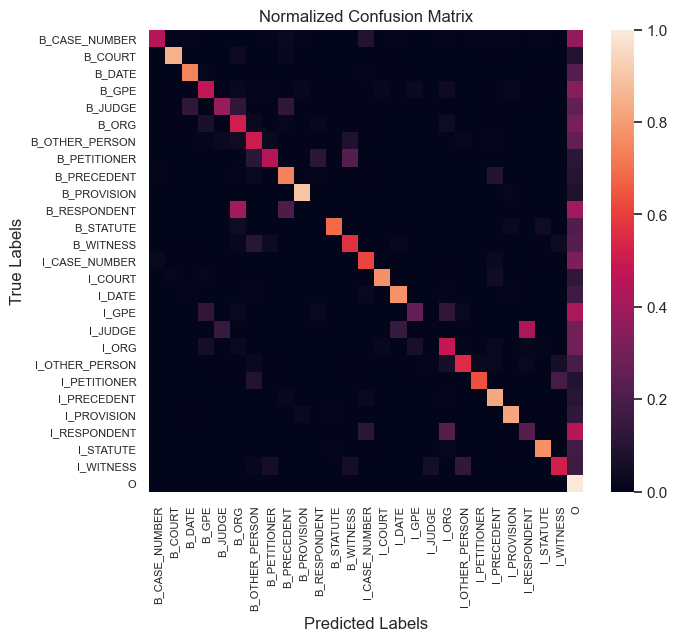 Normalized Confusion Matrix
True Labels
B_CASE_NUMBER
B_COURT
B_DATE
B_GPE
B_JUDGE
B_ORG
B_OTHER_PERSON
B_PETITIONER
B_PRECEDENT
B_PROVISION
B_RESPONDENT
B_STATUTE
B_WITNESS
I_CASE_NUMBER
I_COURT
I_DATE
I_GPE
I_JUDGE
I_ORG
I_OTHER_PERSON
I_PETITIONER
I_PRECEDENT
I_PROVISION
I_RESPONDENT
I_STATUTE
I_WITNESS
O
B_CASE_NUMBER
B_COURT
B_DATE
B_GPE
B_JUDGE
B_ORG
B_OTHER_PERSON
B_PETITIONER
B_PRECEDENT
B_PROVISION
B_RESPONDENT
B_STATUTE
B_WITNESS
I_CASE_NUMBER
I_COURT
I_DATE
I_GPE
I_JUDGE
I_ORG
I_OTHER_PERSON
I_PETITIONER
I_PRECEDENT
I_PROVISION
I_RESPONDENT
I_STATUTE
I_WITNESS
O
Predicted Labels
1.0
0.8
0.6
0.4
0.2
0.0